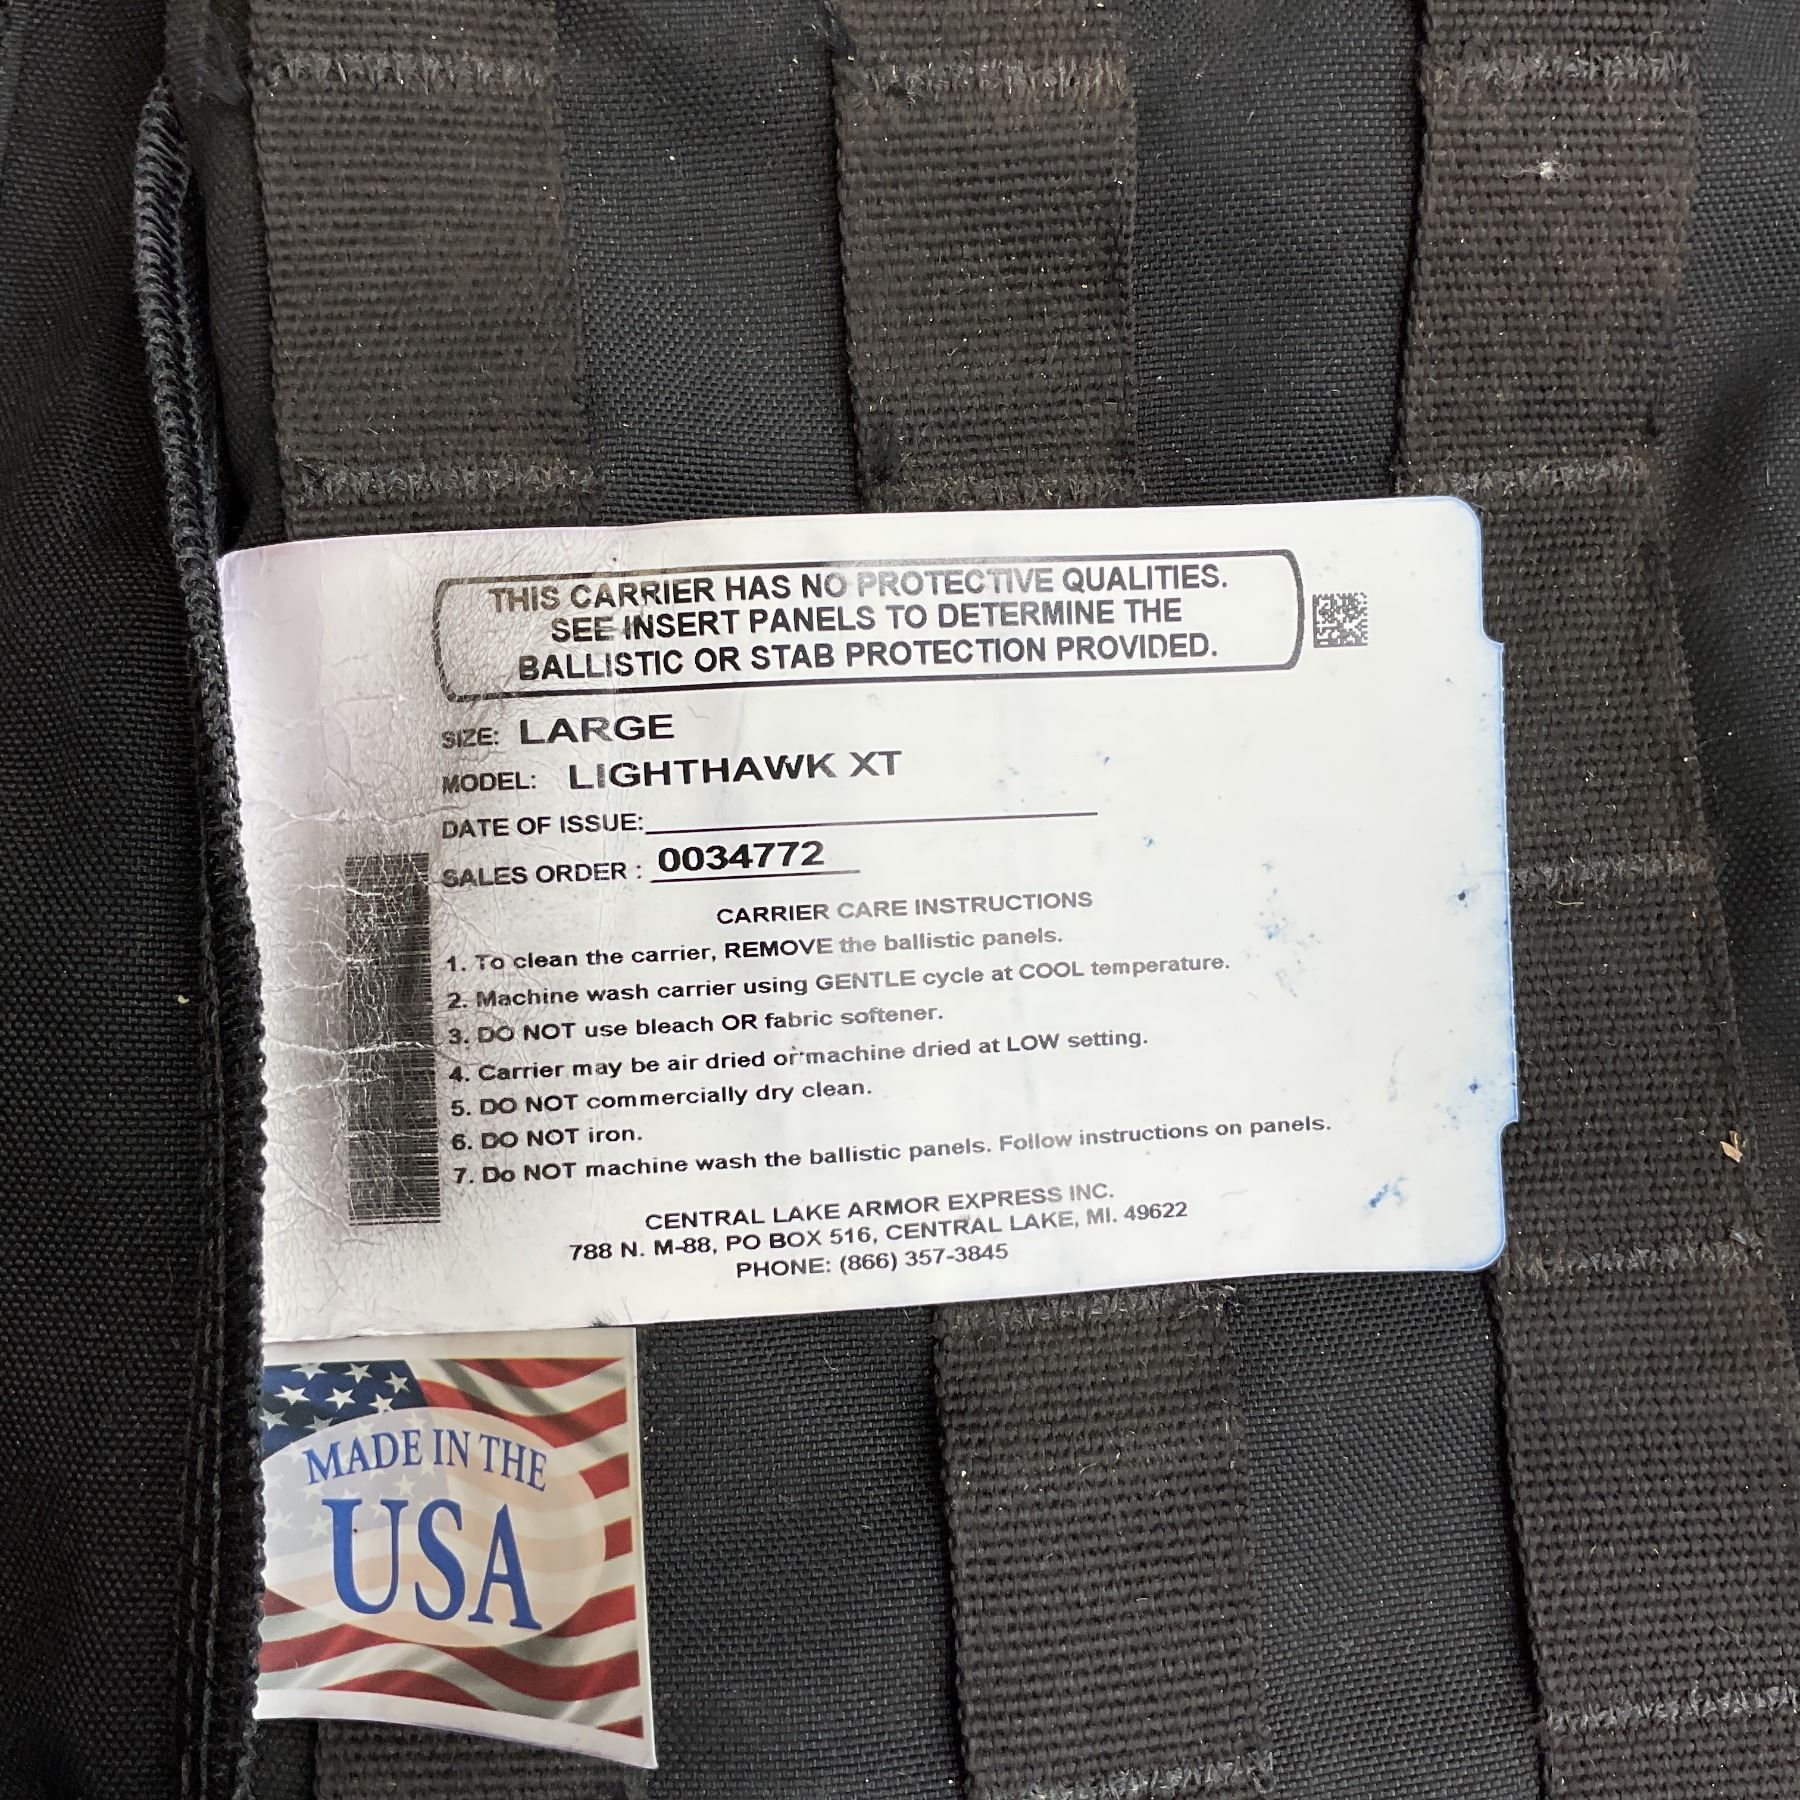 THIS CARRIER HAS NO PROTECTIVE QUALITIES.
SEE INSERT PANELS TO DETERMINE THE
BALLISTIC OR STAB PROTECTION PROVIDED.
SIZE: LARGE
MODEL: LIGHTHAWK XT
DATE OF ISSUE:
SALES ORDER : 0034772
CARRIER CARE INSTRUCTIONS
1. To clean the carrier, REMOVE the ballistic panels.
2. Machine wash carrier using GENTLE cycle at COOL temperature.
3. DO NOT use bleach OR fabric softener.
4. Carrier may be air dried or machine dried at LOW setting.
5. DO NOT commercially dry clean.
6. DO NOT iron.
7. Do NOT machine wash the ballistic panels. Follow instructions on panels.
CENTRAL LAKE ARMOR EXPRESS INC.
788 N. M-88, PO BOX 516, CENTRAL LAKE, MI. 49622
PHONE: (866) 357-3845
MADE IN THE
USA